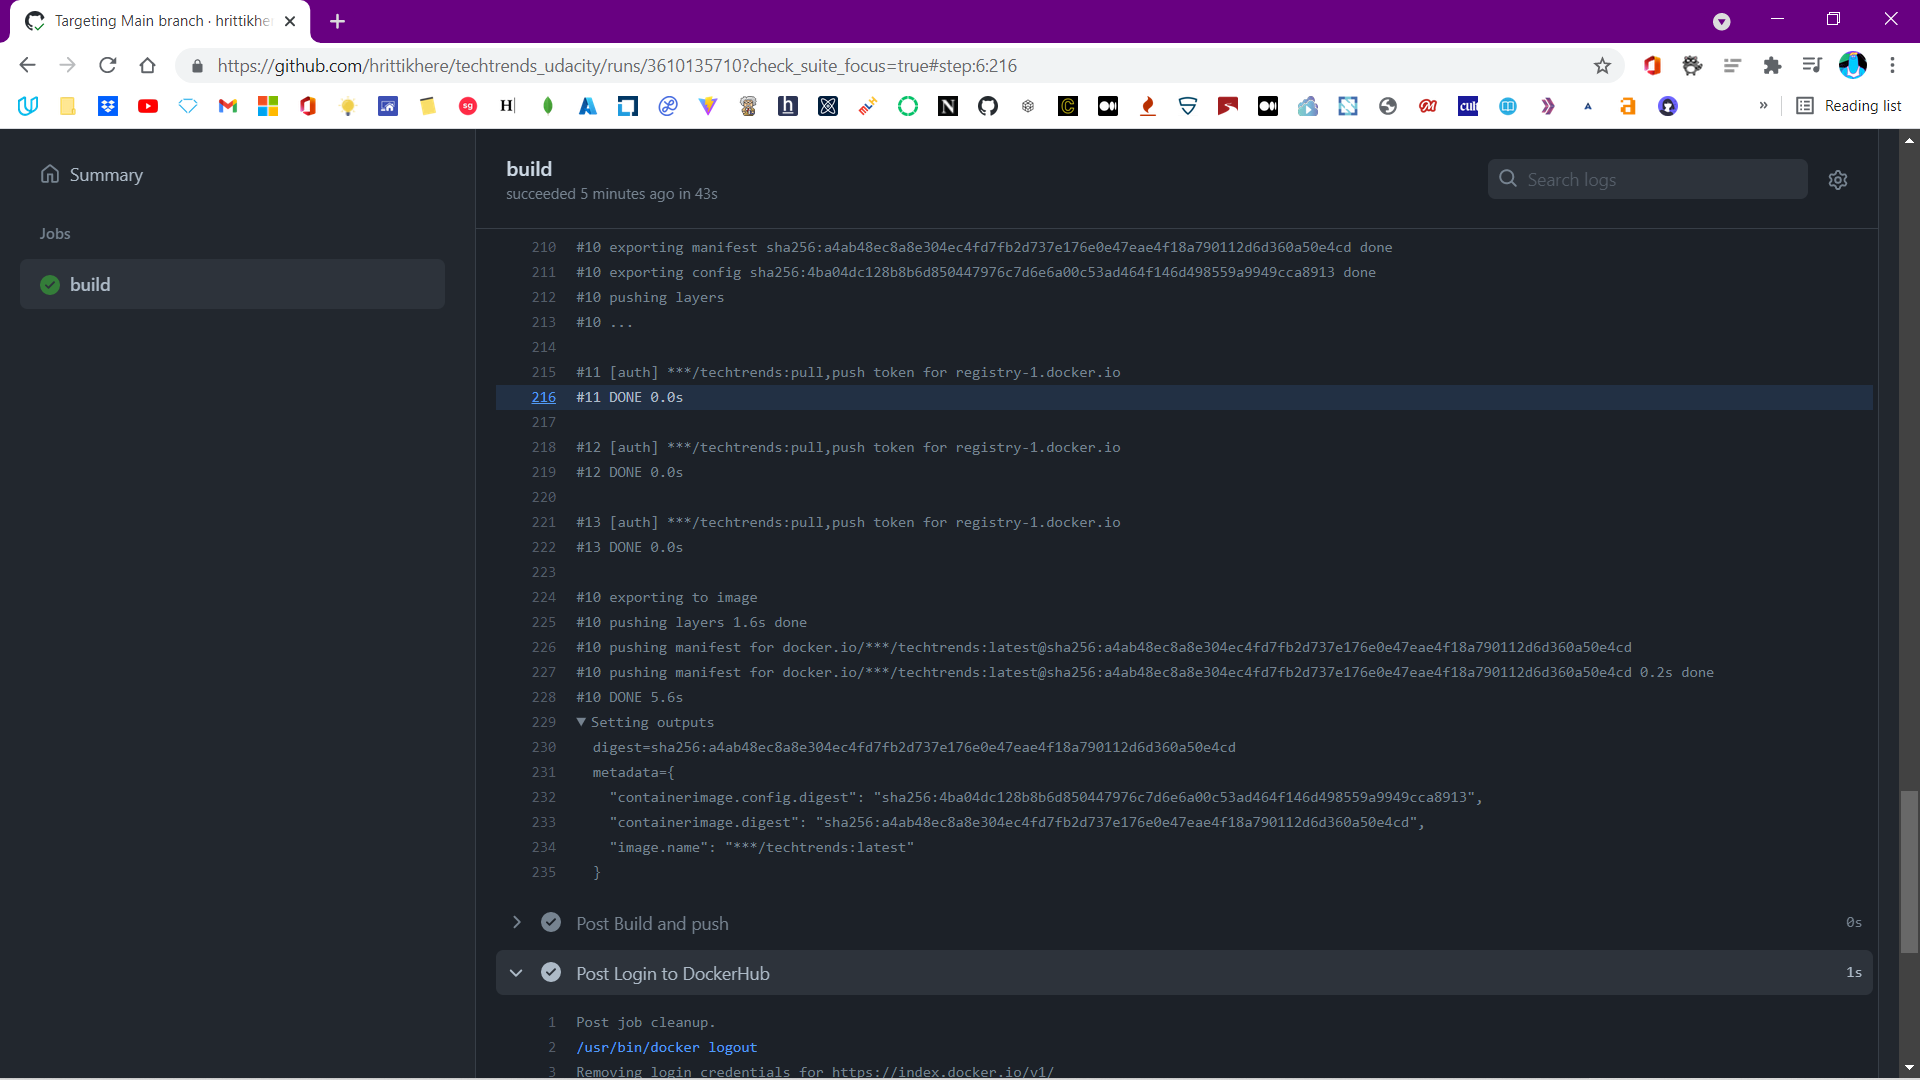 Targeting Main branch · hrittikhe
https://github.com/hrittikhere/techtrends_udacity/runs/3610135710?check_suite_focus=true#step:6:216
sg
H
h
N
C
cult
a
»
Reading list
Summary
Jobs
build
build
succeeded 5 minutes ago in 43s
Search logs
210 #10 exporting manifest sha256:a4ab48ec8a8e304ec4fd7fb2d737e176e0e47eae4f18a790112d6d360a50e4cd done
211 #10 exporting config sha256:4ba04dc128b8b6d850447976c7d6e6a00c53ad464f146d498559a9949cca8913 done
212 #10 pushing layers
213 #10 ...
214
215 #11 [auth] ***/techtrends:pull,push token for registry-1.docker.io
216 #11 DONE 0.0s
217
218 #12 [auth] ***/techtrends:pull,push token for registry-1.docker.io
219 #12 DONE 0.0s
220
221 #13 [auth] ***/techtrends:pull,push token for registry-1.docker.io
222 #13 DONE 0.0s
223
224 #10 exporting to image
225 #10 pushing layers 1.6s done
226 #10 pushing manifest for docker.io/***/techtrends:latest@sha256:a4ab48ec8a8e304ec4fd7fb2d737e176e0e47eae4f18a790112d6d360a50e4cd
227 #10 pushing manifest for docker.io/***/techtrends:latest@sha256:a4ab48ec8a8e304ec4fd7fb2d737e176e0e47eae4f18a790112d6d360a50e4cd 0.2s done
228 #10 DONE 5.6s
229 ▼ Setting outputs
230 digest=sha256:a4ab48ec8a8e304ec4fd7fb2d737e176e0e47eae4f18a790112d6d360a50e4cd
231 metadata={
232 "containerimage.config.digest": "sha256:4ba04dc128b8b6d850447976c7d6e6a00c53ad464f146d498559a9949cca8913",
233 "containerimage.digest": "sha256:a4ab48ec8a8e304ec4fd7fb2d737e176e0e47eae4f18a790112d6d360a50e4cd",
234 "image.name": "***/techtrends:latest"
235 }
Post Build and push 0s
Post Login to DockerHub 1s
1 Post job cleanup.
2 /usr/bin/docker logout
3 Removing login credentials for https://index.docker.io/v1/